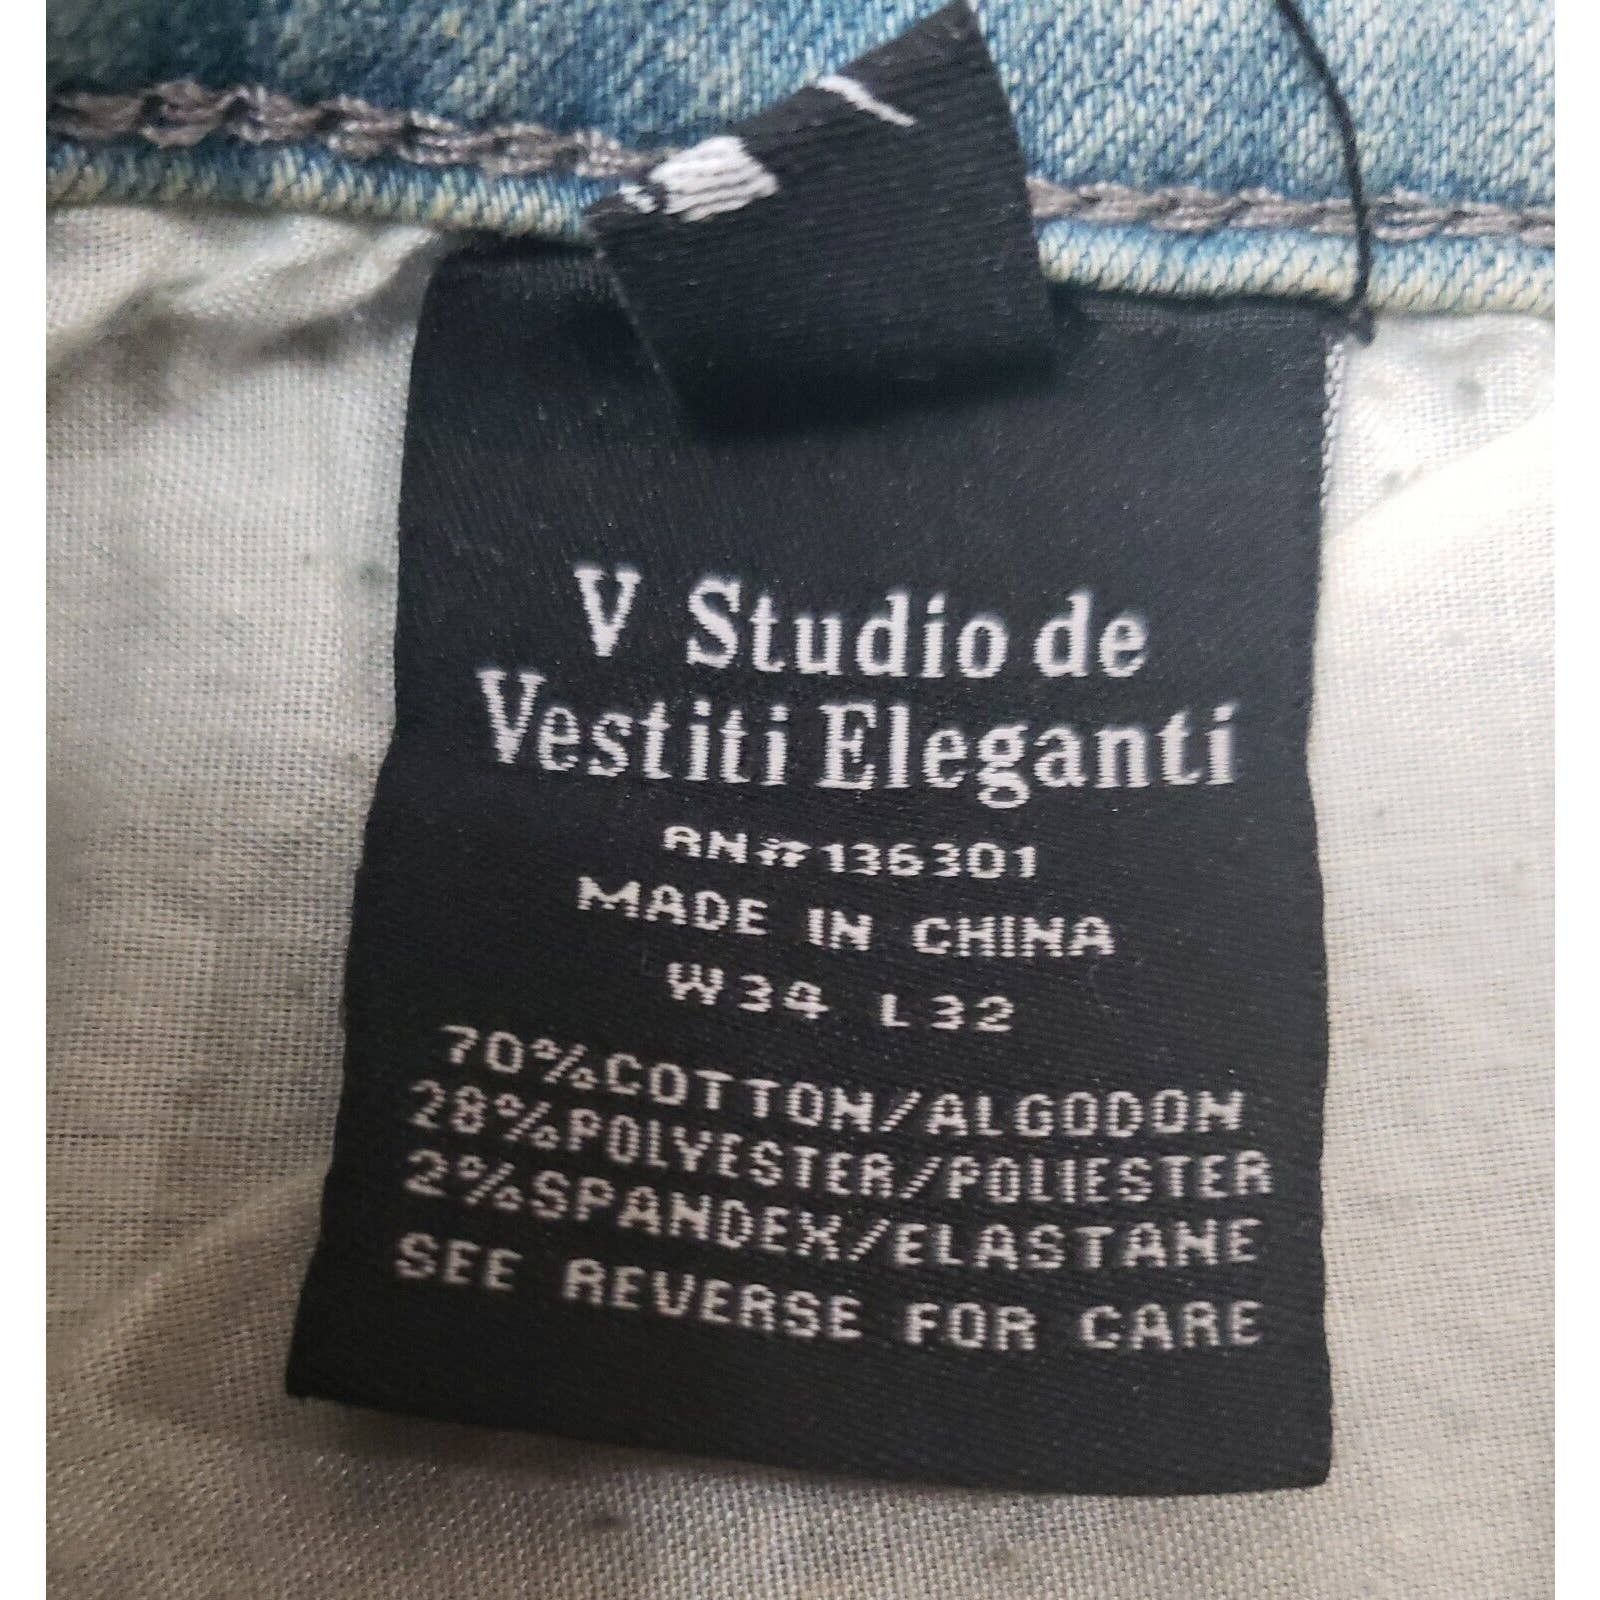 V Studio de
Vestiti Eleganti
RN#136301
MADE IN CHINA
W34 L32
70%COTTON/ALGODON
28%POLYESTER/POLIESTER
2%SPANDEX/ELASTANE
SEE REVERSE FOR CARE